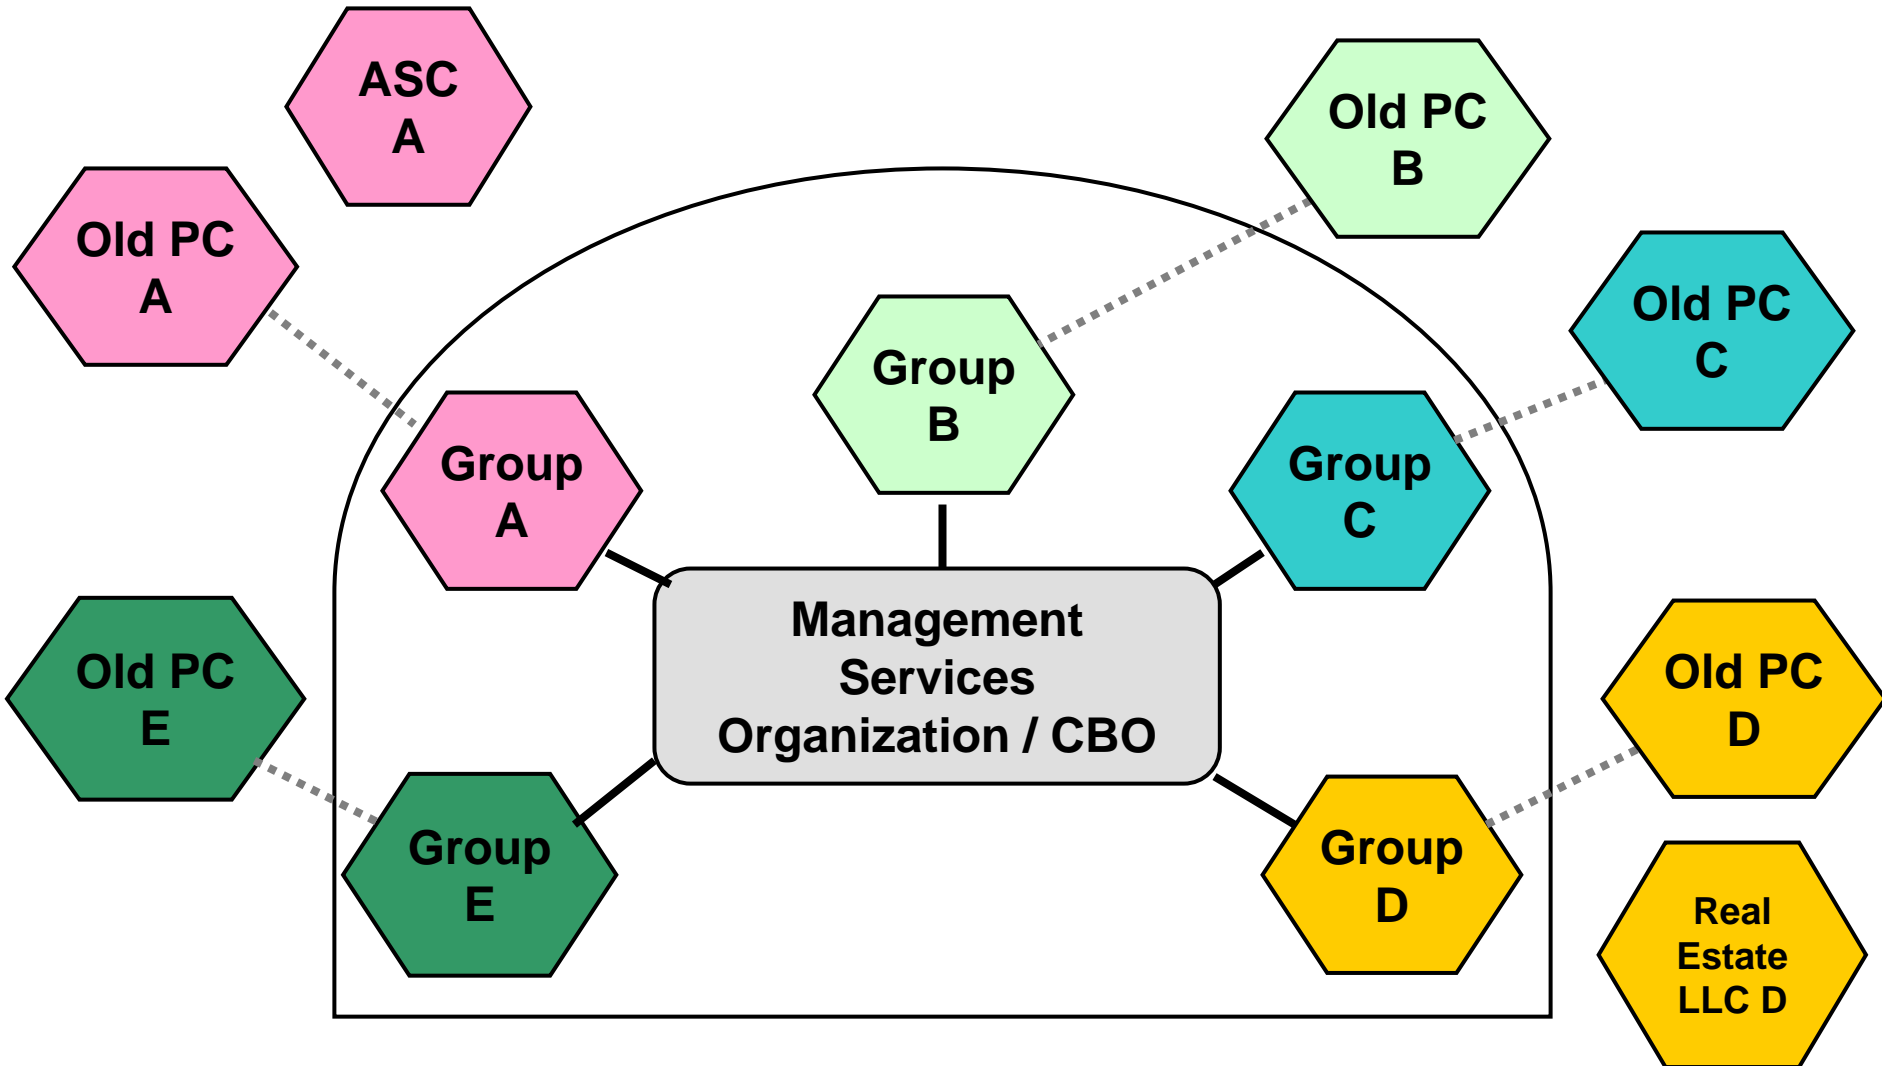 ASC
A
Old PC
B
Old PC
A
Old PC
C
Group
B
Group
A
Group
C
Management
Services
Organization / CBO
Old PC
E
Old PC
D
Group
E
Group
D
Real
Estate
LLC D